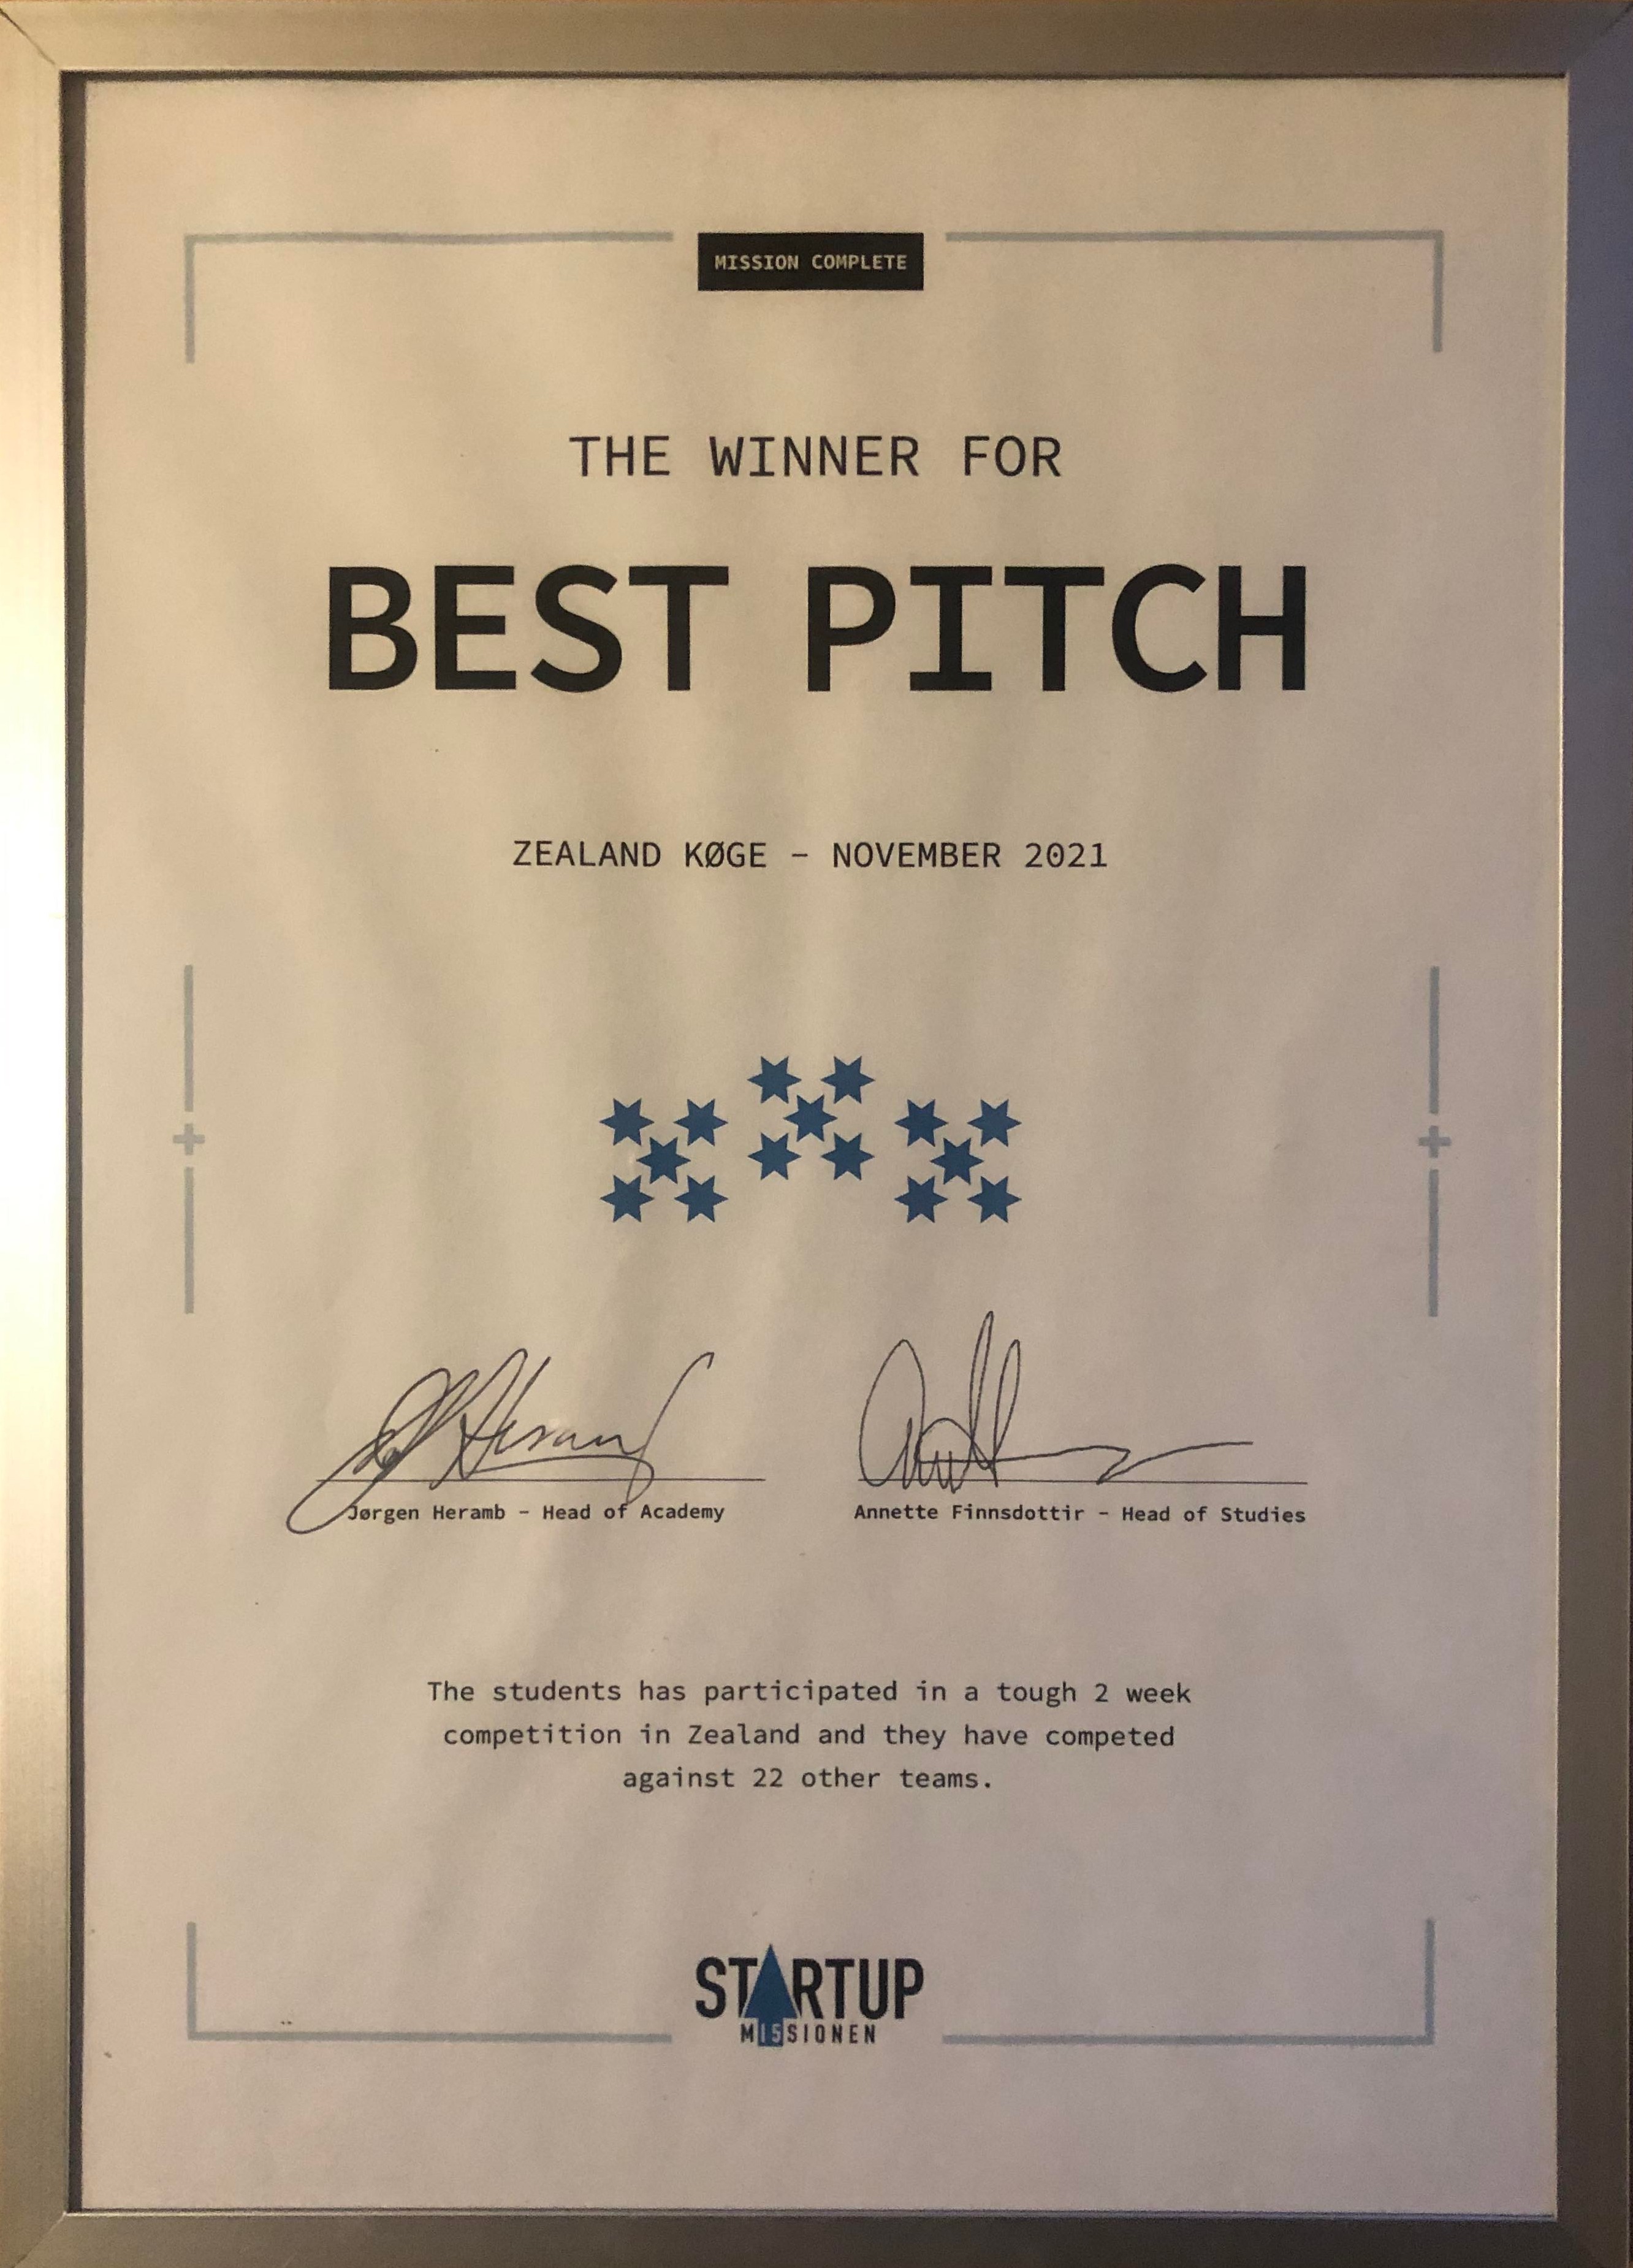 MISSION COMPLETE
THE WINNER FOR
BEST PITCH
ZEALAND KØGE – NOVEMBER 2021
Jørgen Heramb – Head of Academy
Annette Finnsdottir – Head of Studies
The students has participated in a tough 2 week
competition in Zealand and they have competed
against 22 other teams.
STARTUP
MISSIONEN